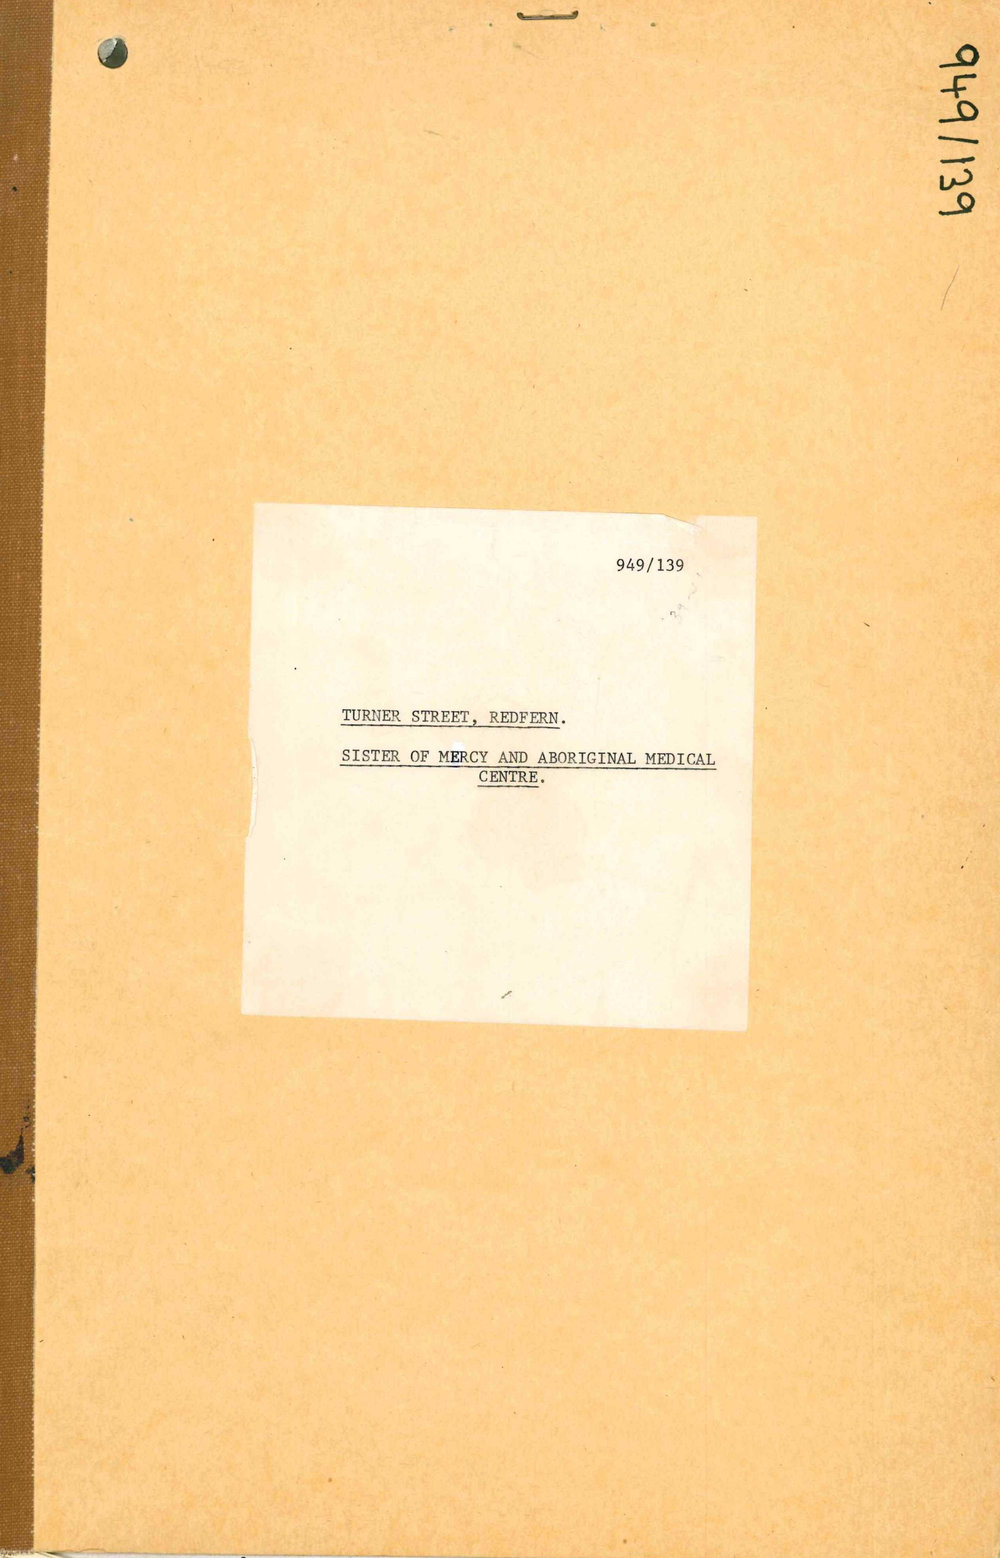 949/139
949/139
TURNER STREET, REDFERN.
SISTER OF MERCY AND ABORIGINAL MEDICAL
CENTRE.